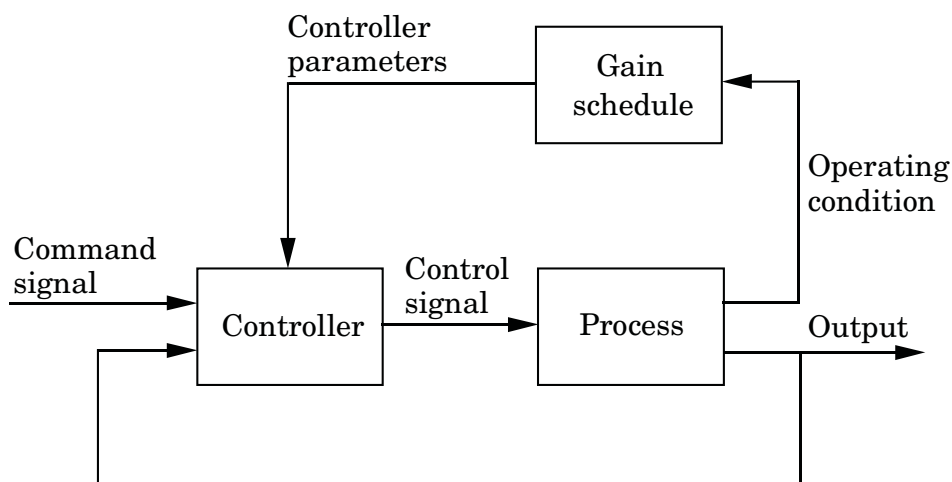 Controller
parameters
Gain
schedule
Operating
condition
Command
signal
Controller
Control
signal
Process
Output